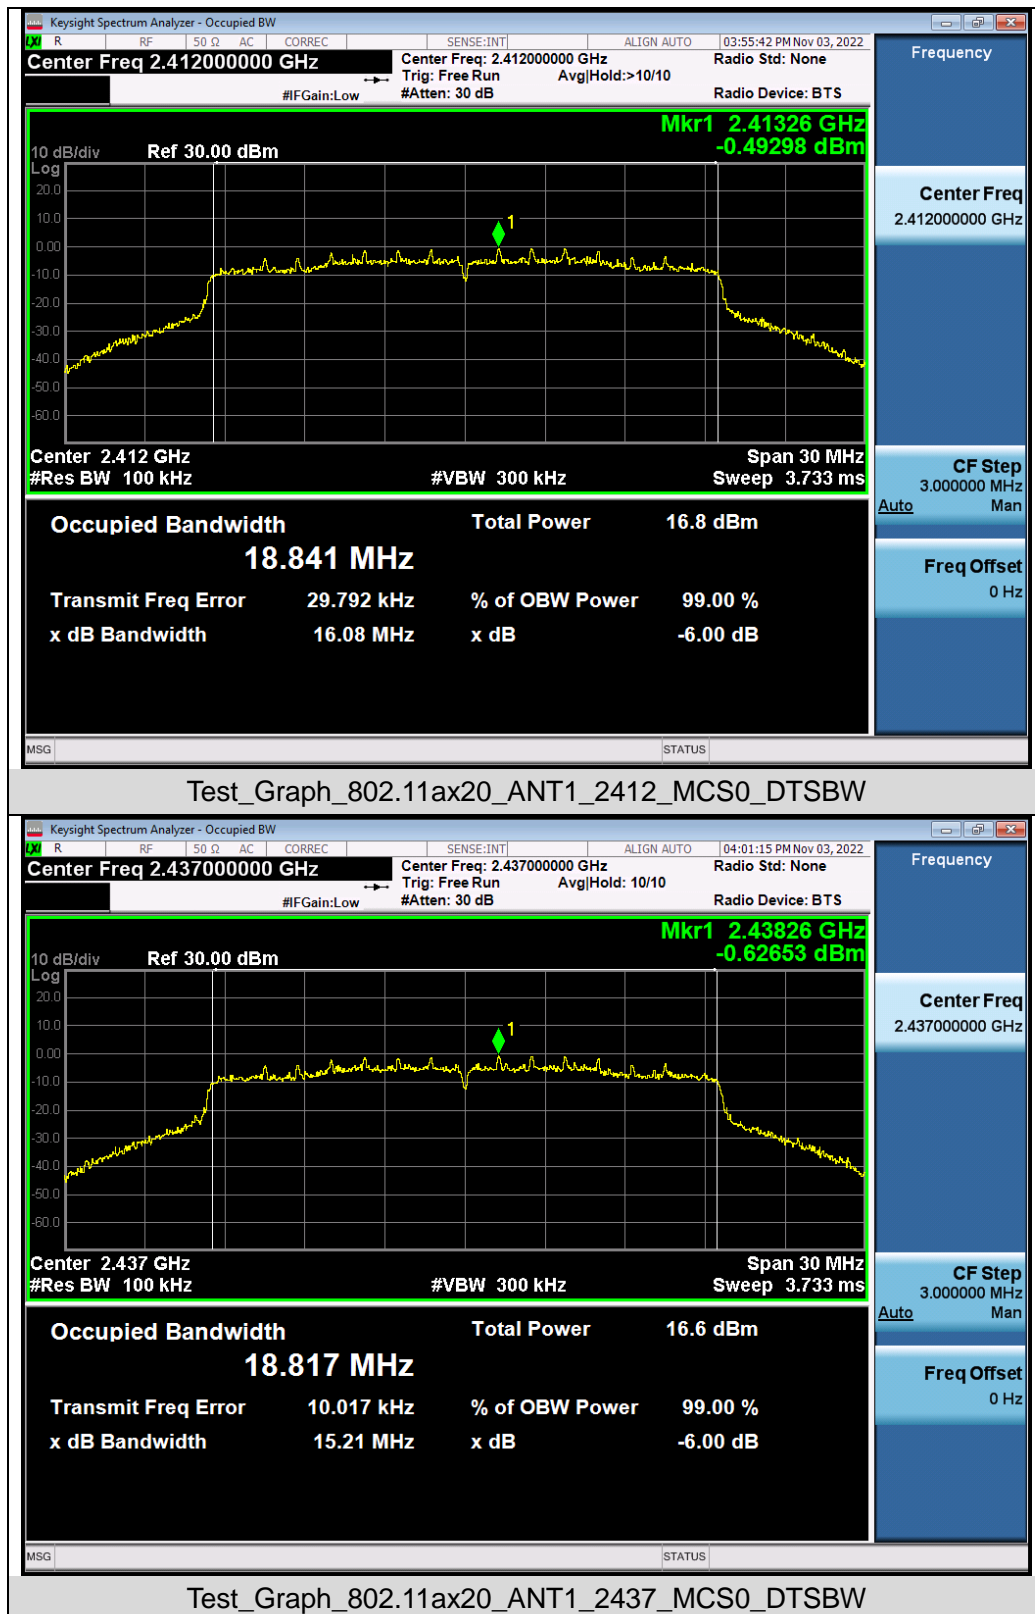 Keysight Spectrum Analyzer - Occupied BW
LXI R RF 50 Ω AC CORREC SENSE:INT ALIGN AUTO 03:55:42 PM Nov 03, 2022
Center Freq 2.412000000 GHz
Center Freq: 2.412000000 GHz Radio Std: None
Trig: Free Run Avg|Hold:>10/10
#IFGain:Low #Atten: 30 dB Radio Device: BTS
Frequency
Mkr1 2.41326 GHz
-0.49298 dBm
10 dB/div Ref 30.00 dBm
Log
20.0
10.0
0.00
-10.0
-20.0
-30.0
-40.0
-50.0
-60.0
1
Center 2.412 GHz Span 30 MHz
#Res BW 100 kHz #VBW 300 kHz Sweep 3.733 ms
Center Freq
2.412000000 GHz
CF Step
3.000000 MHz
Auto Man
Freq Offset
0 Hz
Occupied Bandwidth Total Power 16.8 dBm
18.841 MHz
Transmit Freq Error 29.792 kHz % of OBW Power 99.00 %
x dB Bandwidth 16.08 MHz x dB -6.00 dB
MSG STATUS
Test_Graph_802.11ax20_ANT1_2412_MCS0_DTSBW
Keysight Spectrum Analyzer - Occupied BW
LXI R RF 50 Ω AC CORREC SENSE:INT ALIGN AUTO 04:01:15 PM Nov 03, 2022
Center Freq 2.437000000 GHz
Center Freq: 2.437000000 GHz Radio Std: None
Trig: Free Run Avg|Hold: 10/10
#IFGain:Low #Atten: 30 dB Radio Device: BTS
Frequency
Mkr1 2.43826 GHz
-0.62653 dBm
10 dB/div Ref 30.00 dBm
Log
20.0
10.0
0.00
-10.0
-20.0
-30.0
-40.0
-50.0
-60.0
1
Center 2.437 GHz Span 30 MHz
#Res BW 100 kHz #VBW 300 kHz Sweep 3.733 ms
Center Freq
2.437000000 GHz
CF Step
3.000000 MHz
Auto Man
Freq Offset
0 Hz
Occupied Bandwidth Total Power 16.6 dBm
18.817 MHz
Transmit Freq Error 10.017 kHz % of OBW Power 99.00 %
x dB Bandwidth 15.21 MHz x dB -6.00 dB
MSG STATUS
Test_Graph_802.11ax20_ANT1_2437_MCS0_DTSBW